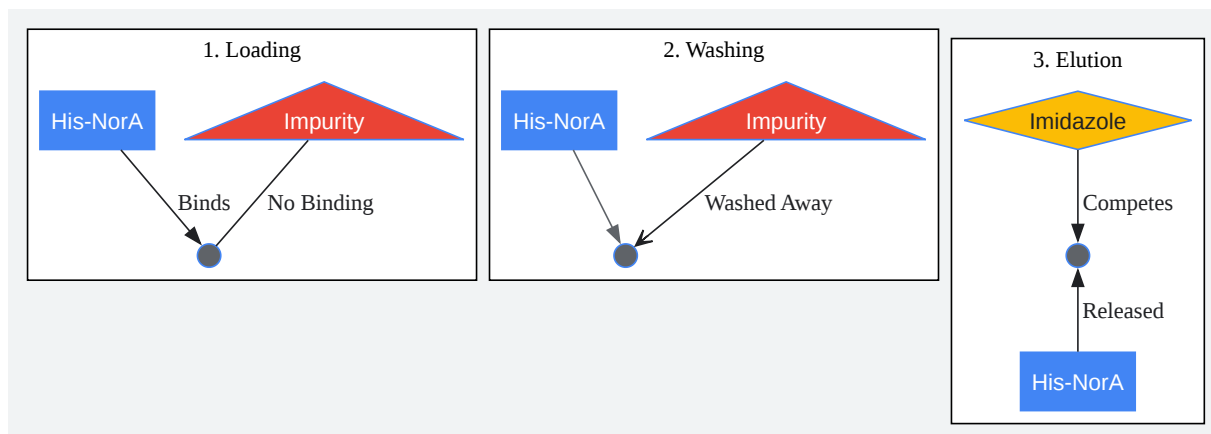 1. Loading
His-NorA
Impurity
Binds
No Binding
2. Washing
His-NorA
Impurity
Washed Away
3. Elution
Imidazole
Competes
Released
His-NorA